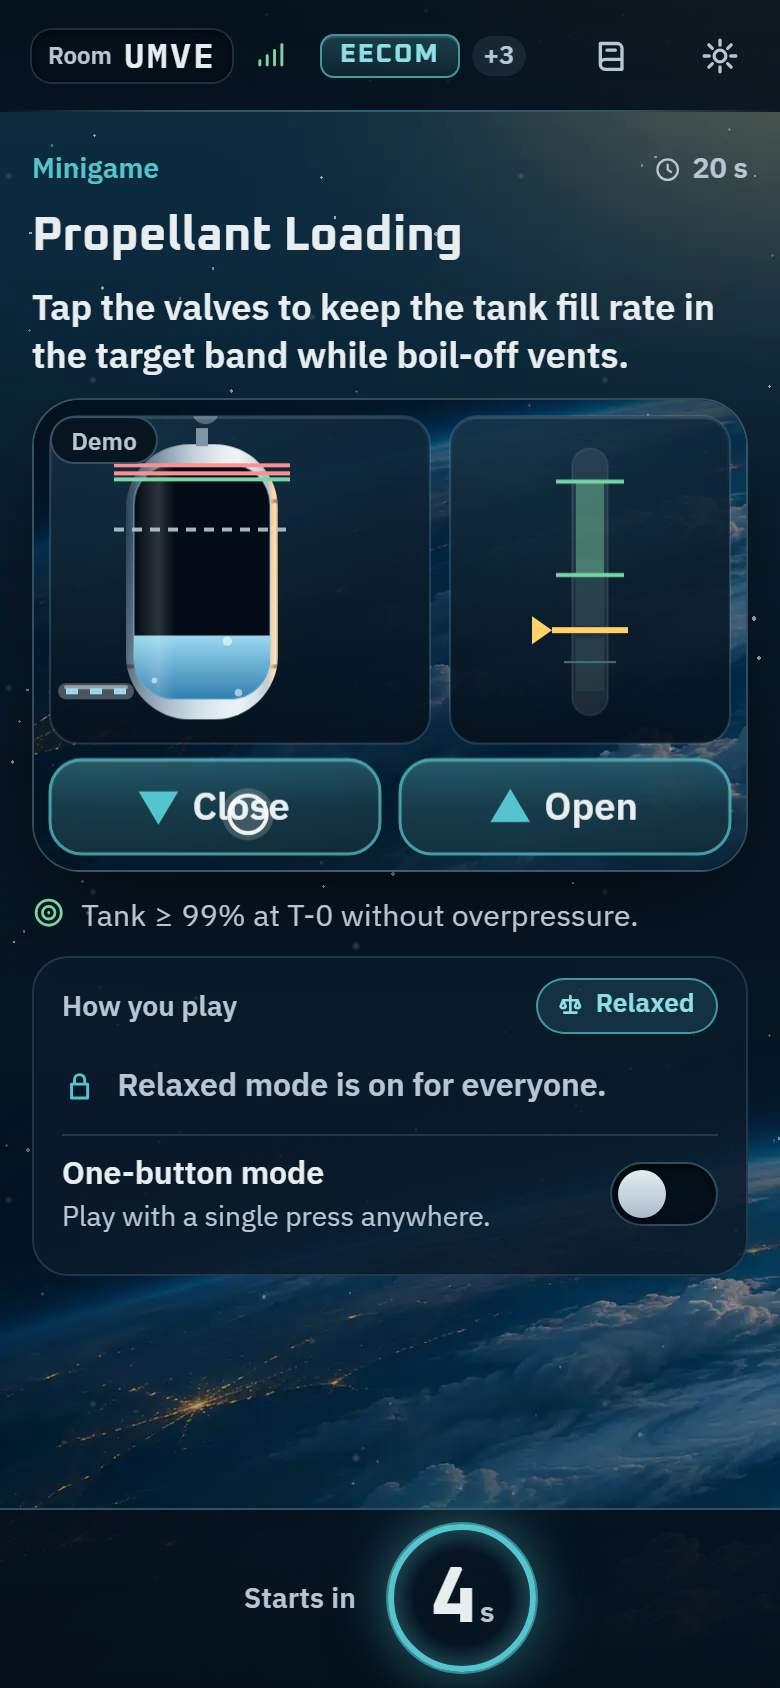 Room UMVE EECOM +3
Minigame 20 s
Propellant Loading
Tap the valves to keep the tank fill rate in
the target band while boil-off vents.
Demo
Close Open
Tank ≥ 99% at T-0 without overpressure.
How you play Relaxed
Relaxed mode is on for everyone.
One-button mode
Play with a single press anywhere.
Starts in 4 s